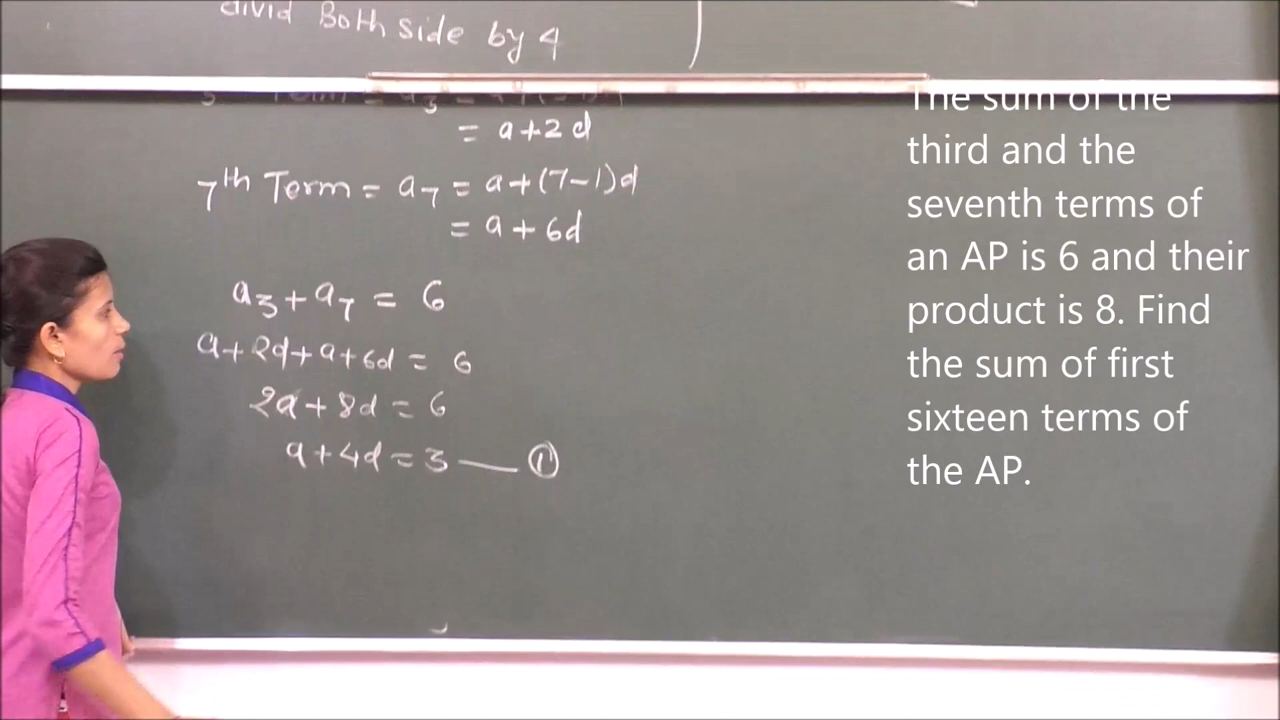 divid Both side by 4
= a+2d
7th Term = a7 = a+(7-1)d
= a+6d
a3+a7 = 6
a+2d+a+6d = 6
2a+8d = 6
a+4d = 3 — ①
The sum of the
third and the
seventh terms of
an AP is 6 and their
product is 8. Find
the sum of first
sixteen terms of
the AP.